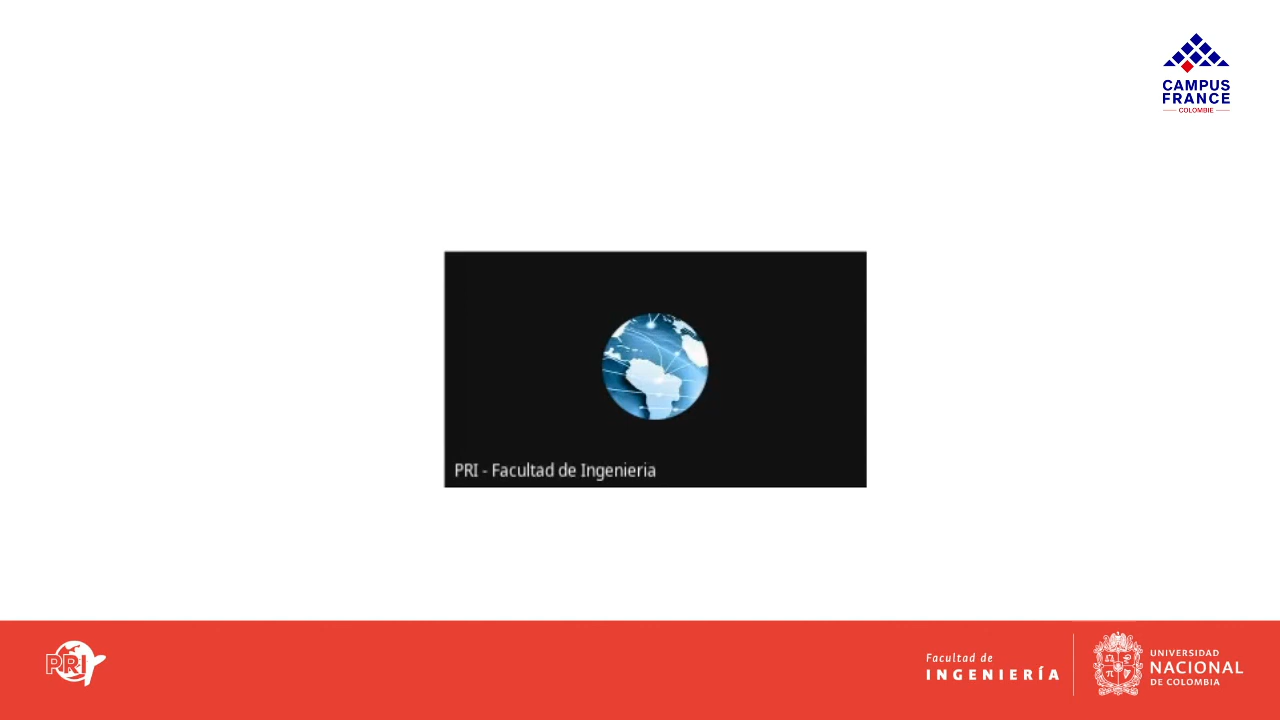 CAMPUS
FRANCE
COLOMBIE
PRI - Facultad de Ingenieria
PRI
Facultad de
INGENIERÍA
UNIVERSIDAD
NACIONAL
DE COLOMBIA